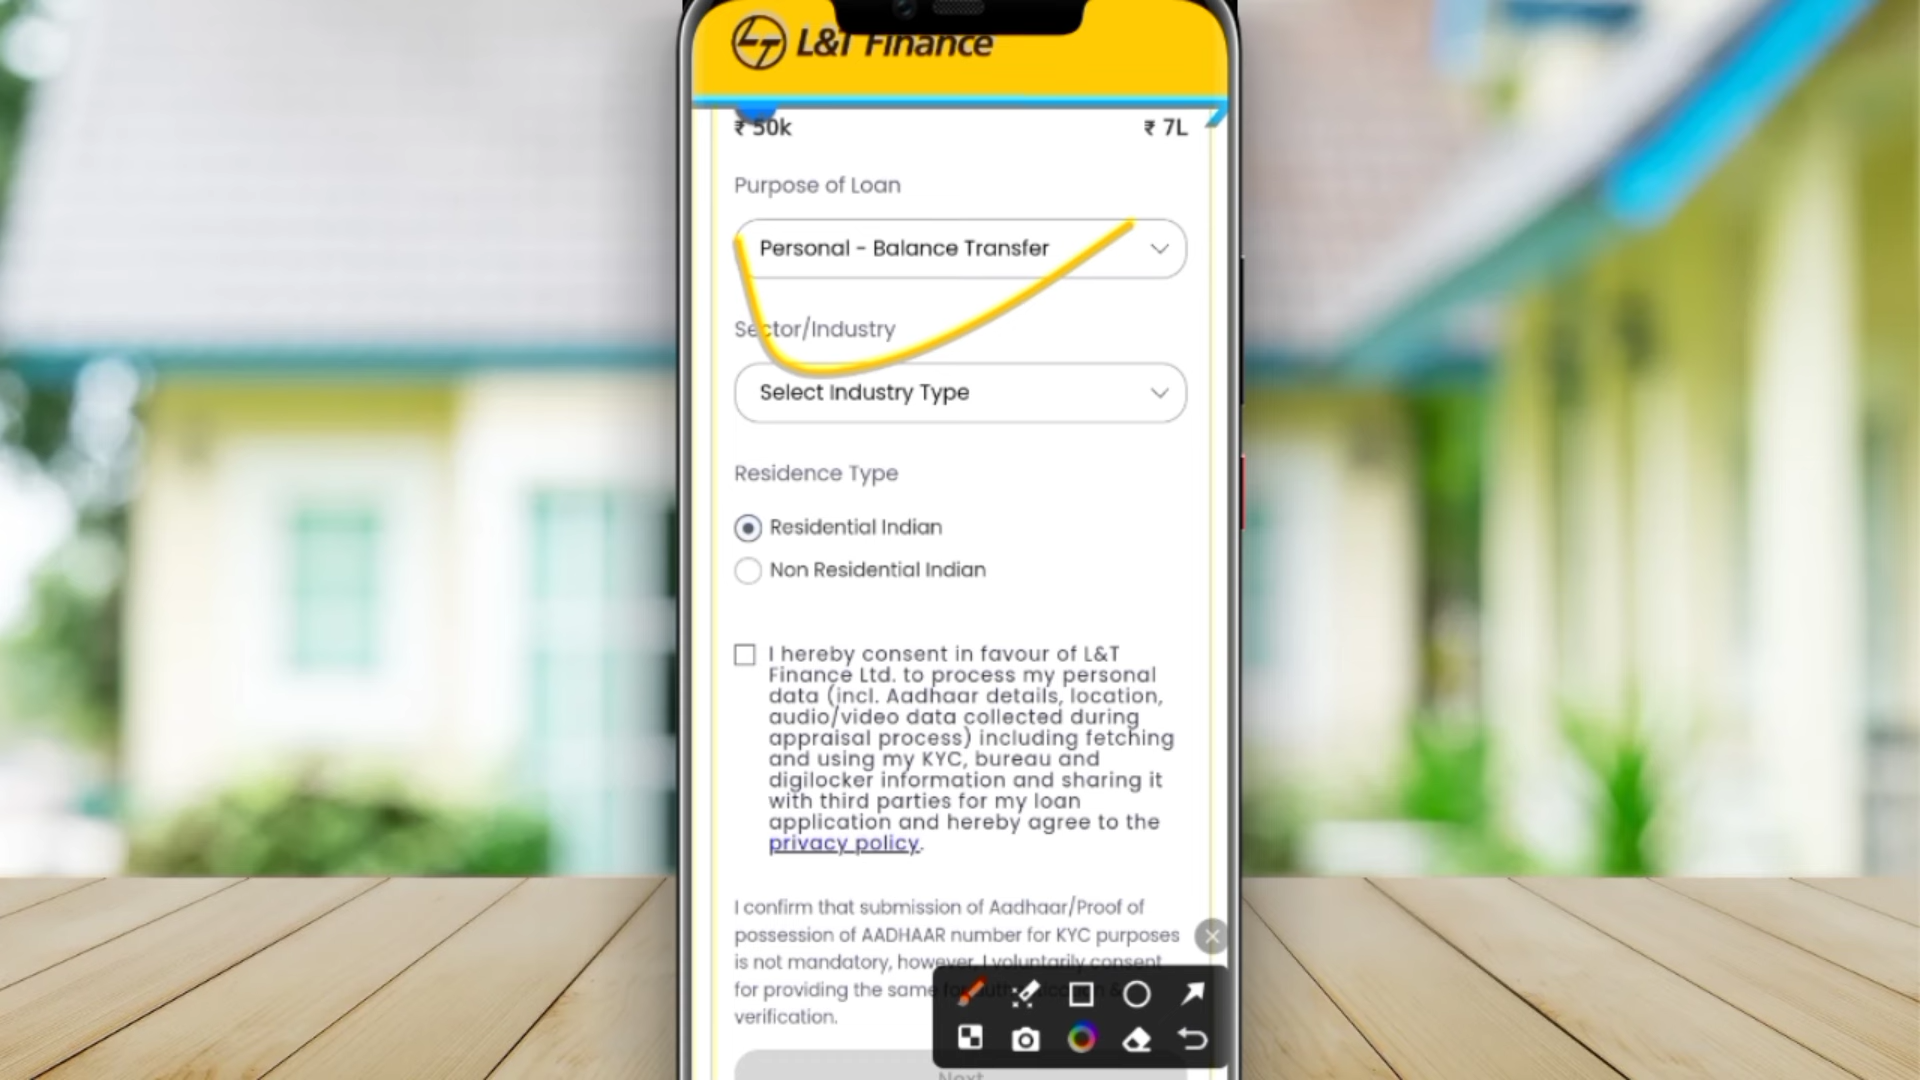 L&T Finance
₹ 50k ₹ 7L
Purpose of Loan
Personal - Balance Transfer
Sector/Industry
Select Industry Type
Residence Type
Residential Indian
Non Residential Indian
I hereby consent in favour of L&T
Finance Ltd. to process my personal
data (incl. Aadhaar details, location,
audio/video data collected during
appraisal process) including fetching
and using my KYC, bureau and
digilocker information and sharing it
with third parties for my loan
application and hereby agree to the
privacy policy.
I confirm that submission of Aadhaar/Proof of
possession of AADHAAR number for KYC purposes
is not mandatory, however, I voluntarily consent
for providing the same
verification.
Next